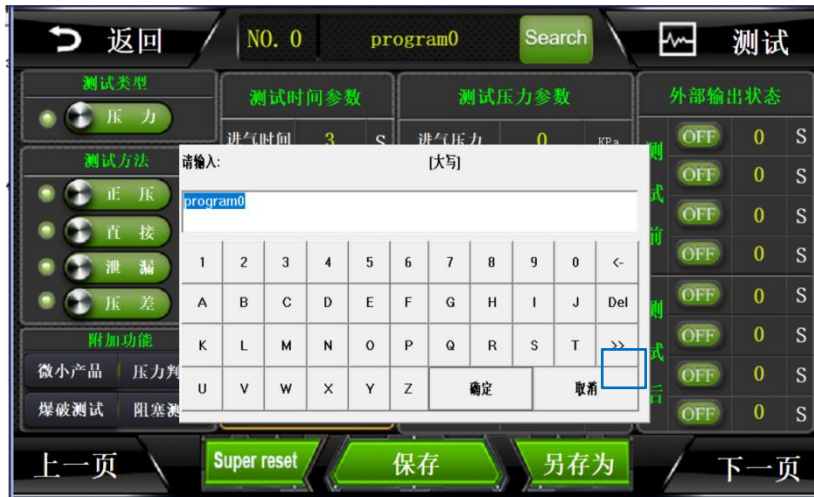 返回 NO. 0 program0 Search 测试
测试类型
压 力
测试时间参数
测试压力参数
外部输出状态
进气时间 3 S
进气压力 0 KPa
测试方法
正 压
直 接
泄 漏
压 差
附加功能
微小产品
压力判
爆破测试
阻塞测
请输入: [大写]
program0
1 2 3 4 5 6 7 8 9 0 <-
A B C D E F G H I J Del
K L M N O P Q R S T >>
U V W X Y Z 确定 取消
测试前
OFF 0 S
OFF 0 S
OFF 0 S
OFF 0 S
测试后
OFF 0 S
OFF 0 S
OFF 0 S
OFF 0 S
上一页 Super reset 保存 另存为 下一页